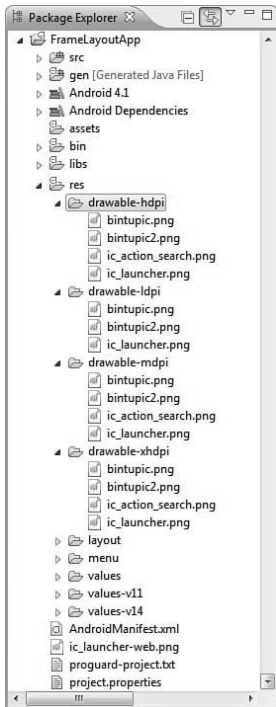 Package Explorer
FrameLayoutApp
src
gen [Generated Java Files]
Android 4.1
Android Dependencies
assets
bin
libs
res
drawable-hdpi
bintupic.png
bintupic2.png
ic_action_search.png
ic_launcher.png
drawable-ldpi
bintupic.png
bintupic2.png
ic_launcher.png
drawable-mdpi
bintupic.png
bintupic2.png
ic_action_search.png
ic_launcher.png
drawable-xhdpi
bintupic.png
bintupic2.png
ic_action_search.png
ic_launcher.png
layout
menu
values
values-v11
values-v14
AndroidManifest.xml
ic_launcher-web.png
proguard-project.txt
project.properties